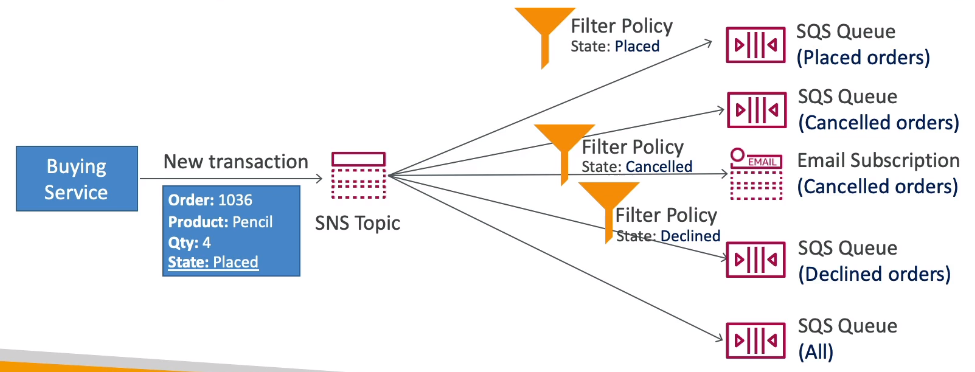 Filter Policy
State: Placed
SQS Queue
(Placed orders)
SQS Queue
(Cancelled orders)
Buying
Service
New transaction
Order: 1036
Product: Pencil
Qty: 4
State: Placed
SNS Topic
Filter Policy
State: Cancelled
EMAIL
Email Subscription
(Cancelled orders)
Filter Policy
State: Declined
SQS Queue
(Declined orders)
SQS Queue
(All)